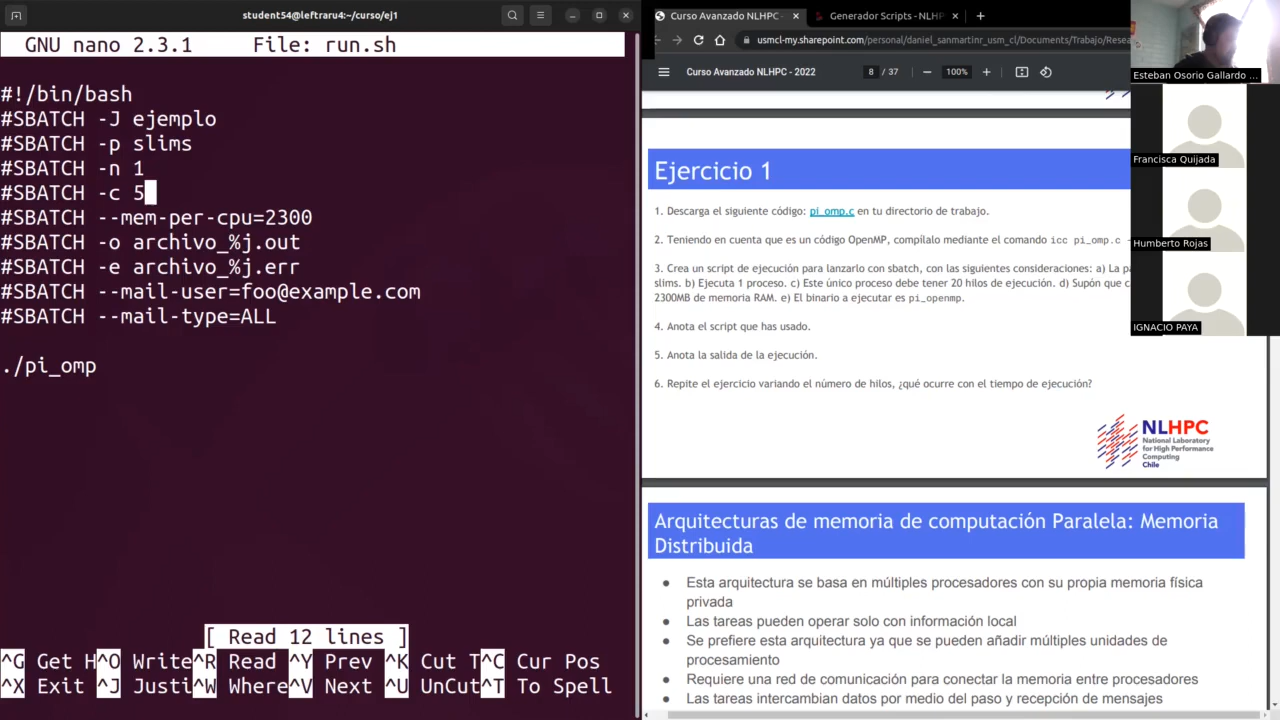 student54@leftraru4:~/curso/ej1
GNU nano 2.3.1 File: run.sh
#!/bin/bash
#SBATCH -J ejemplo
#SBATCH -p slims
#SBATCH -n 1
#SBATCH -c 5
#SBATCH --mem-per-cpu=2300
#SBATCH -o archivo_%j.out
#SBATCH -e archivo_%j.err
#SBATCH --mail-user=foo@example.com
#SBATCH --mail-type=ALL
./pi_omp
[ Read 12 lines ]
^G Get H^O Write^R Read ^Y Prev ^K Cut T^C Cur Pos
^X Exit ^J Justi^W Where^V Next ^U UnCut^T To Spell
Curso Avanzado NLHPC-
Generador Scripts - NLHP
usmcl-my.sharepoint.com/personal/daniel_sanmartinr_usm_cl/Documents/Trabajo/Resea
Curso Avanzado NLHPC - 2022
8 / 37
100%
Ejercicio 1
1. Descarga el siguiente código: pi_omp.c en tu directorio de trabajo.
2. Teniendo en cuenta que es un código OpenMP, compílalo mediante el comando icc pi_omp.c -
3. Crea un script de ejecución para lanzarlo con sbatch, con las siguientes consideraciones: a) La pa
slims. b) Ejecuta 1 proceso. c) Este único proceso debe tener 20 hilos de ejecución. d) Supón que c
2300MB de memoria RAM. e) El binario a ejecutar es pi_openmp.
4. Anota el script que has usado.
5. Anota la salida de la ejecución.
6. Repite el ejercicio variando el número de hilos, ¿qué ocurre con el tiempo de ejecución?
NLHPC
National Laboratory
for High Performance
Computing
Chile
Arquitecturas de memoria de computación Paralela: Memoria
Distribuida
● Esta arquitectura se basa en múltiples procesadores con su propia memoria física
privada
● Las tareas pueden operar solo con información local
● Se prefiere esta arquitectura ya que se pueden añadir múltiples unidades de
procesamiento
● Requiere una red de comunicación para conectar la memoria entre procesadores
● Las tareas intercambian datos por medio del paso y recepción de mensajes
Esteban Osorio Gallardo ...
Francisca Quijada
Humberto Rojas
IGNACIO PAYA